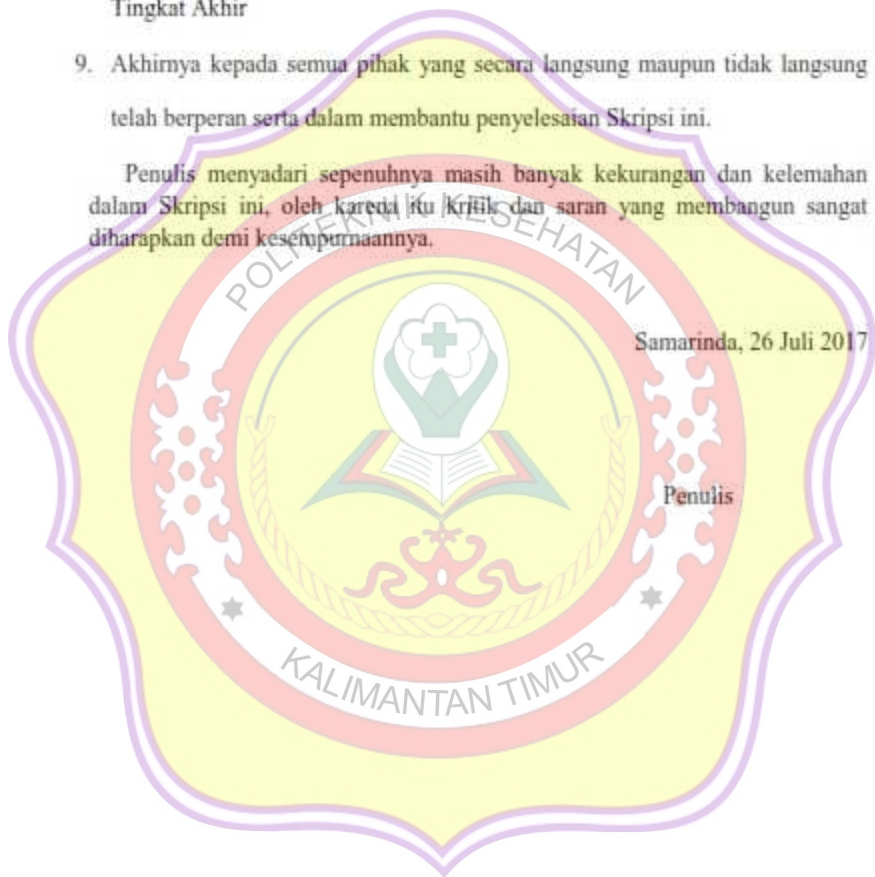 Tingkat Akhir
9. Akhirnya kepada semua pihak yang secara langsung maupun tidak langsung
telah berperan serta dalam membantu penyelesaian Skripsi ini.
Penulis menyadari sepenuhnya masih banyak kekurangan dan kelemahan
dalam Skripsi ini, oleh karena itu kritik dan saran yang membangun sangat
diharapkan demi kesempurnaannya.
POLITEKNIK KESEHATAN
Samarinda, 26 Juli 2017
Penulis
KALIMANTAN TIMUR